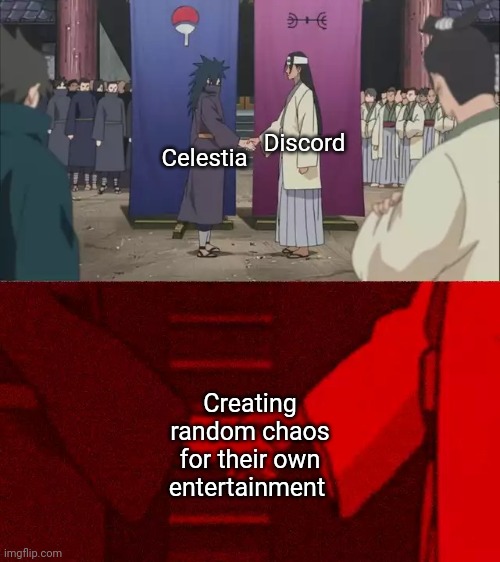 Celestia
Discord
Creating
random chaos
for their own
entertainment
imgflip.com